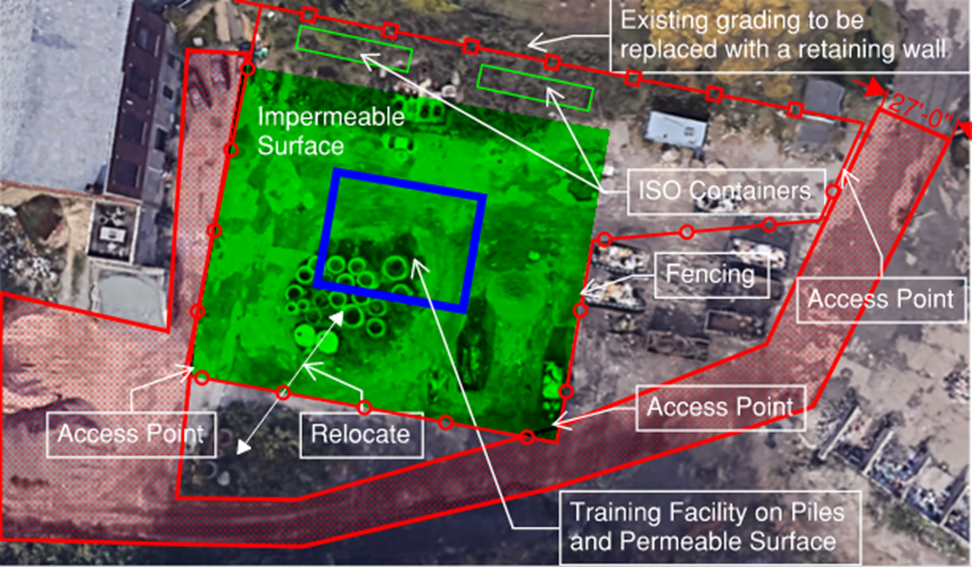 Existing grading to be
replaced with a retaining wall
27'-0"
Impermeable
Surface
ISO Containers
Fencing
Access Point
Access Point
Access Point
Relocate
Training Facility on Piles
and Permeable Surface